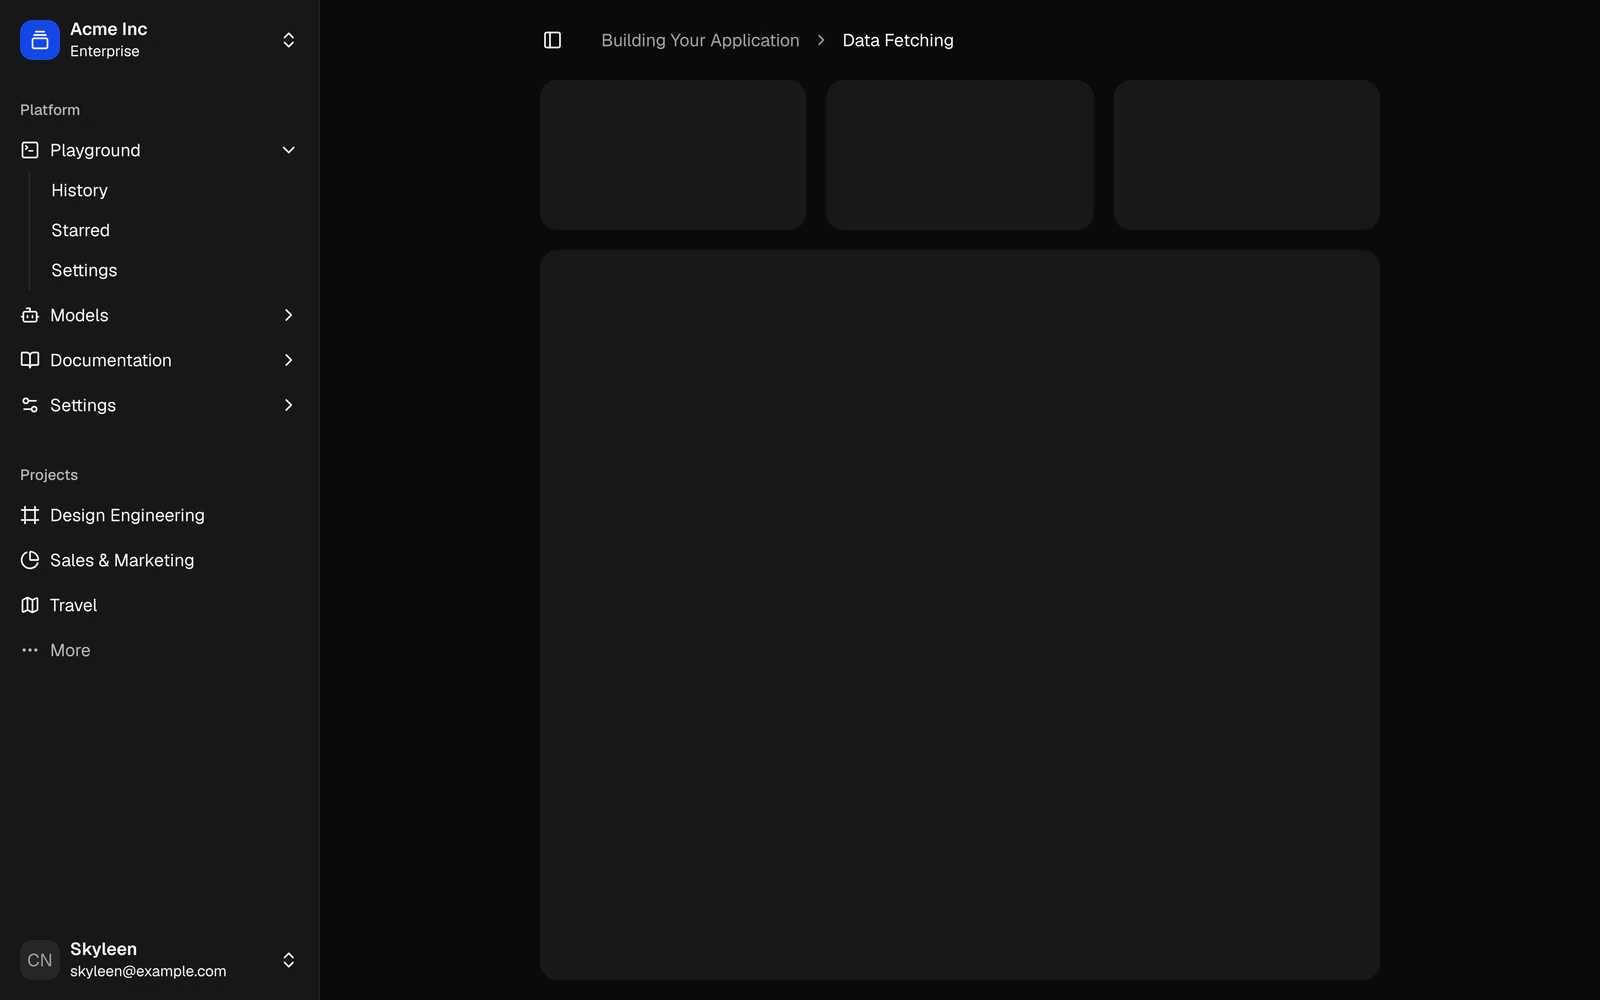 Acme Inc
Enterprise
Platform
Playground
History
Starred
Settings
Models
Documentation
Settings
Projects
Design Engineering
Sales & Marketing
Travel
More
CN
Skyleen
skyleen@example.com
Building Your Application
Data Fetching